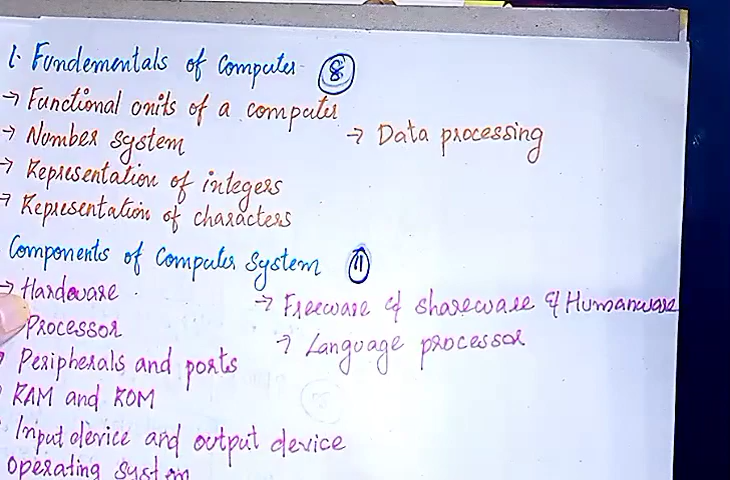 1. Fundementals of Computer 8
→ Functional units of a computer
→ Number system → Data processing
→ Representation of integers
→ Representation of characters
Components of Computer System 11
→ Hardware
→ Freeware & Shareware & Humanware
Processor
→ Language processor
Peripherals and ports
RAM and ROM
Input device and output device
Operating system